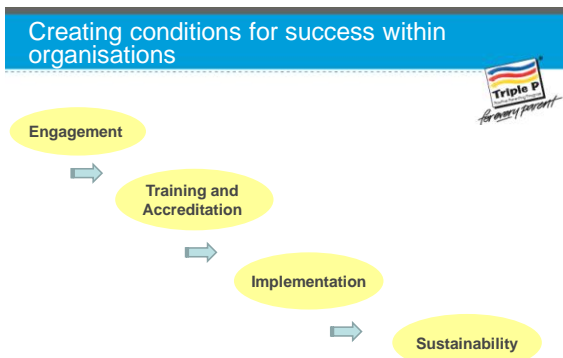 Creating conditions for success within
organisations
Triple P
for every parent
Engagement
Training and
Accreditation
Implementation
Sustainability